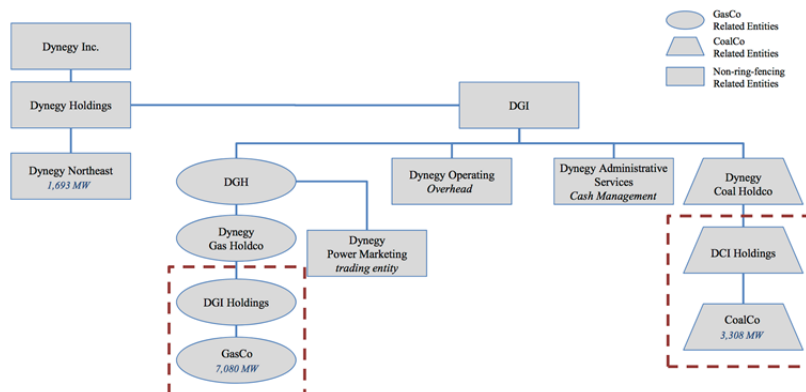 GasCo
Related Entities
CoalCo
Related Entities
Non-ring-fencing
Related Entities
Dynegy Inc.
Dynegy Holdings
DGI
Dynegy Northeast
1,693 MW
DGH
Dynegy Operating
Overhead
Dynegy Administrative
Services
Cash Management
Dynegy
Coal Holdco
Dynegy
Gas Holdco
Dynegy
Power Marketing
trading entity
DCI Holdings
DGI Holdings
CoalCo
3,308 MW
GasCo
7,080 MW